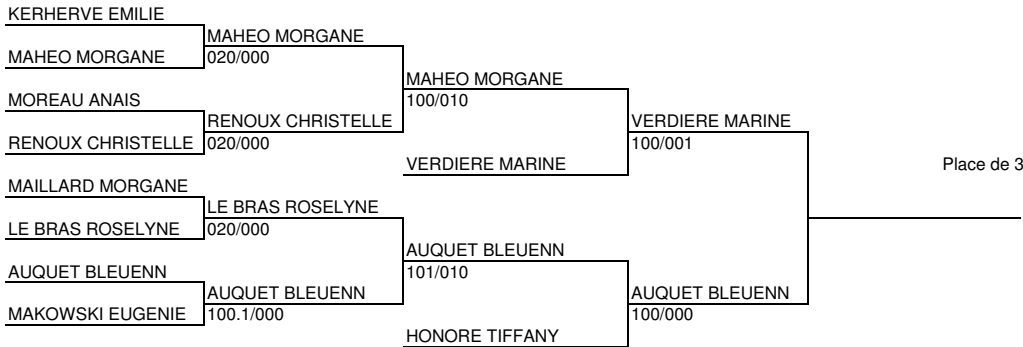 KERHERVE EMILIE
MAHEO MORGANE
MAHEO MORGANE
020/000
MAHEO MORGANE
100/010
MOREAU ANAIS
RENOUX CHRISTELLE
VERDIERE MARINE
RENOUX CHRISTELLE
020/000
100/001
VERDIERE MARINE
Place de 3
MAILLARD MORGANE
LE BRAS ROSELYNE
LE BRAS ROSELYNE
020/000
AUQUET BLEUENN
101/010
AUQUET BLEUENN
AUQUET BLEUENN
AUQUET BLEUENN
MAKOWSKI EUGENIE
100.1/000
100/000
HONORE TIFFANY